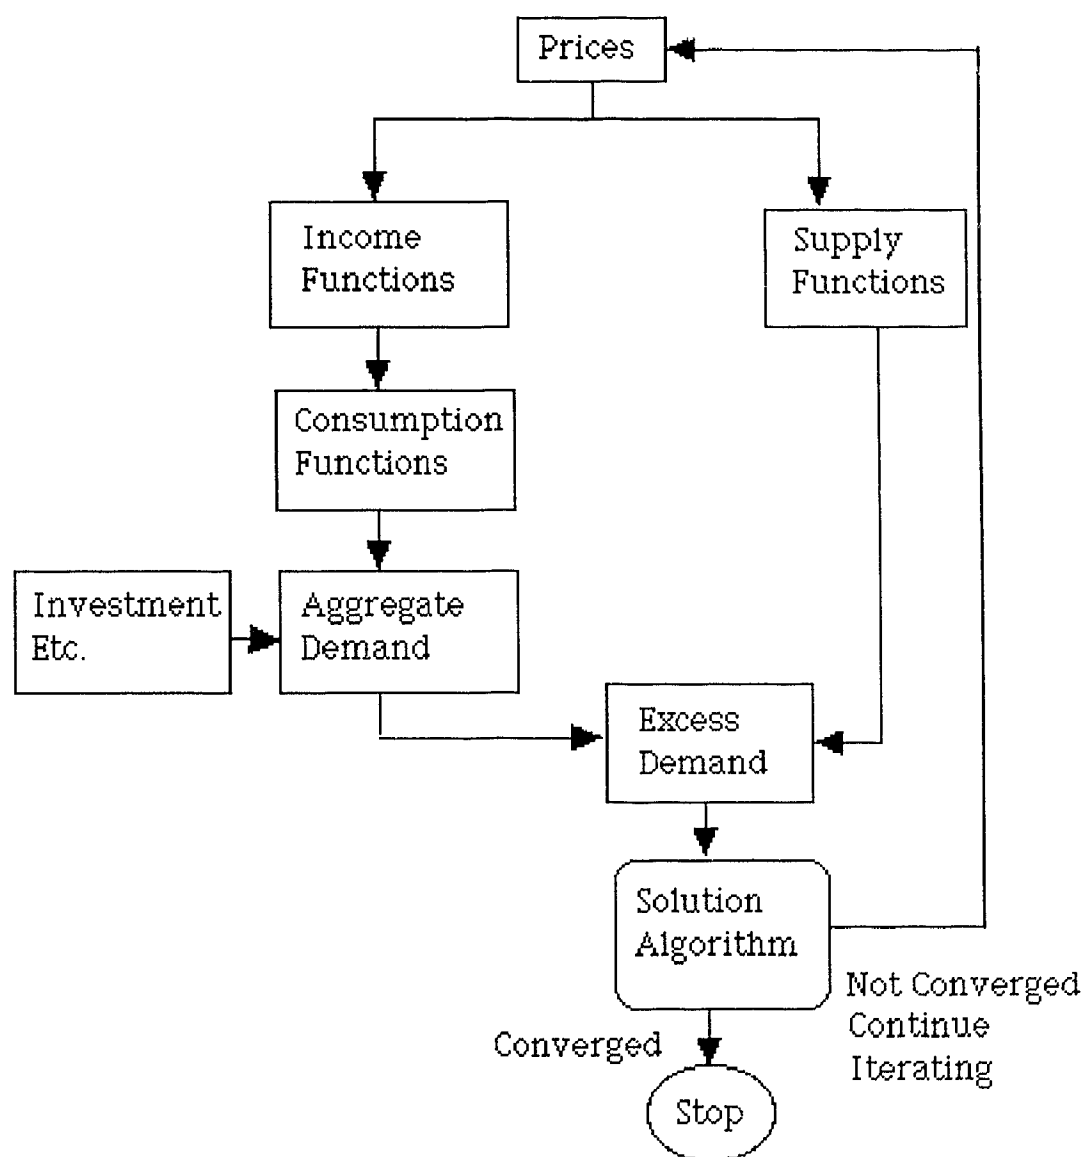 Prices
Income
Functions
Supply
Functions
Consumption
Functions
Investment
Etc.
Aggregate
Demand
Excess
Demand
Solution
Algorithm
Not Converged
Continue
Iterating
Converged
Stop